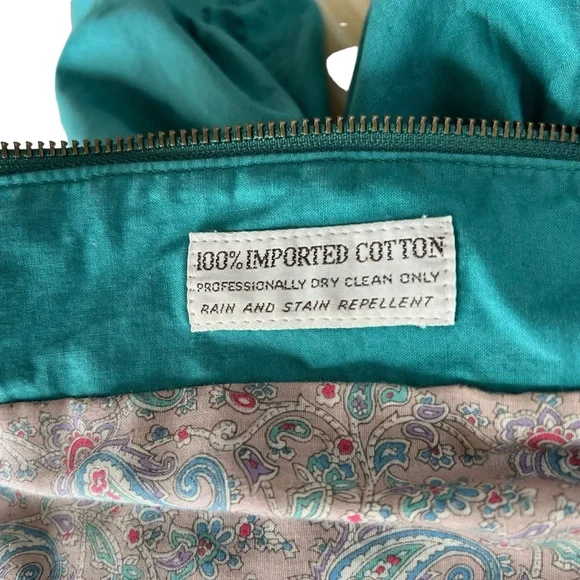 100% IMPORTED COTTON
PROFESSIONALLY DRY CLEAN ONLY
RAIN AND STAIN REPELLENT